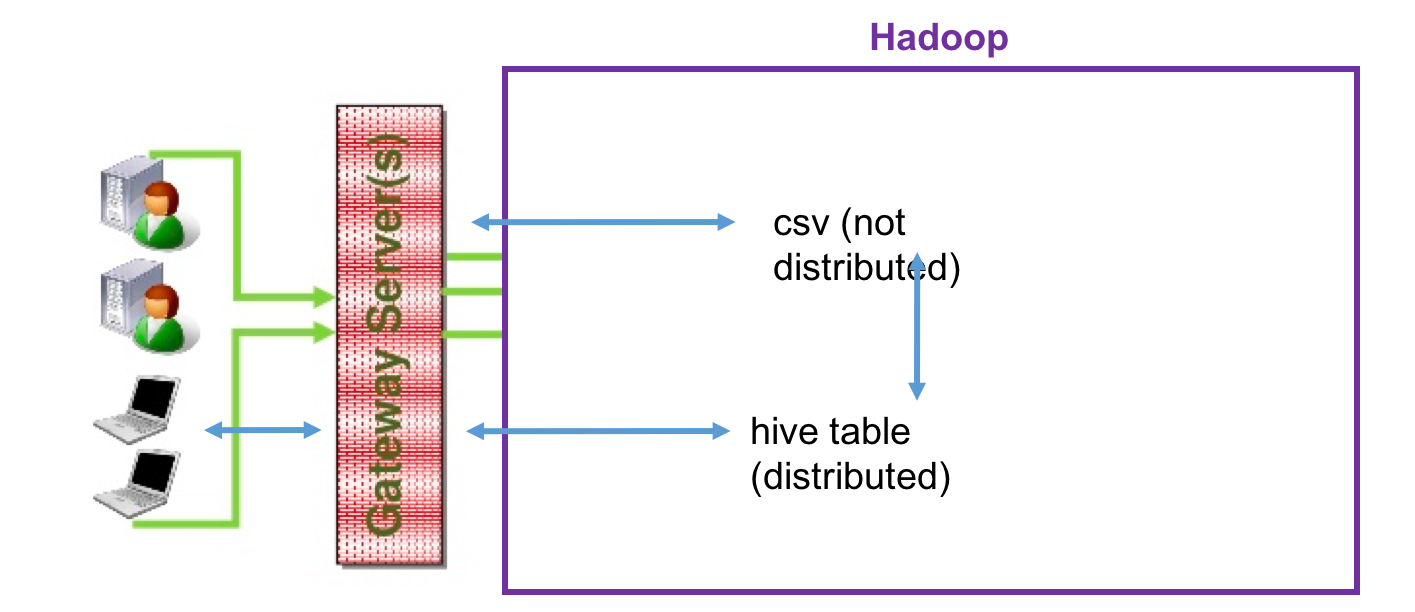 Hadoop
Gateway Server(s)
csv (not
distributed)
hive table
(distributed)